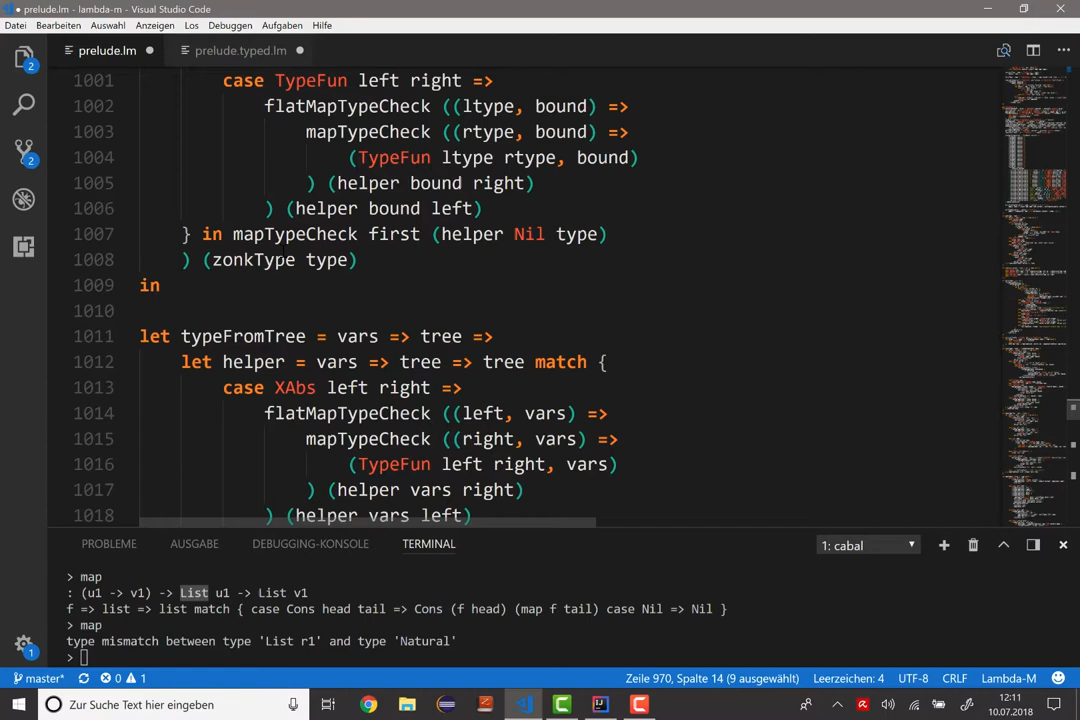 prelude.lm - lambda-m - Visual Studio Code
Datei Bearbeiten Auswahl Anzeigen Los Debuggen Aufgaben Hilfe
prelude.lm prelude.typed.lm
1001 case TypeFun left right =>
1002 flatMapTypeCheck ((ltype, bound) =>
1003 mapTypeCheck ((rtype, bound) =>
1004 (TypeFun ltype rtype, bound)
1005 ) (helper bound right)
1006 ) (helper bound left)
1007 } in mapTypeCheck first (helper Nil type)
1008 ) (zonkType type)
1009 in
1010
1011 let typeFromTree = vars => tree =>
1012 let helper = vars => tree => tree match {
1013 case XAbs left right =>
1014 flatMapTypeCheck ((left, vars) =>
1015 mapTypeCheck ((right, vars) =>
1016 (TypeFun left right, vars)
1017 ) (helper vars right)
1018 ) (helper vars left)
2
2
1
PROBLEME AUSGABE DEBUGGING-KONSOLE TERMINAL 1: cabal
> map
: (u1 -> v1) -> List u1 -> List v1
f => list => list match { case Cons head tail => Cons (f head) (map f tail) case Nil => Nil }
> map
type mismatch between type 'List r1' and type 'Natural'
>
master* 0 1 Zeile 970, Spalte 14 (9 ausgewählt) Leerzeichen: 4 UTF-8 CRLF Lambda-M
Zur Suche Text hier eingeben
12:11
10.07.2018